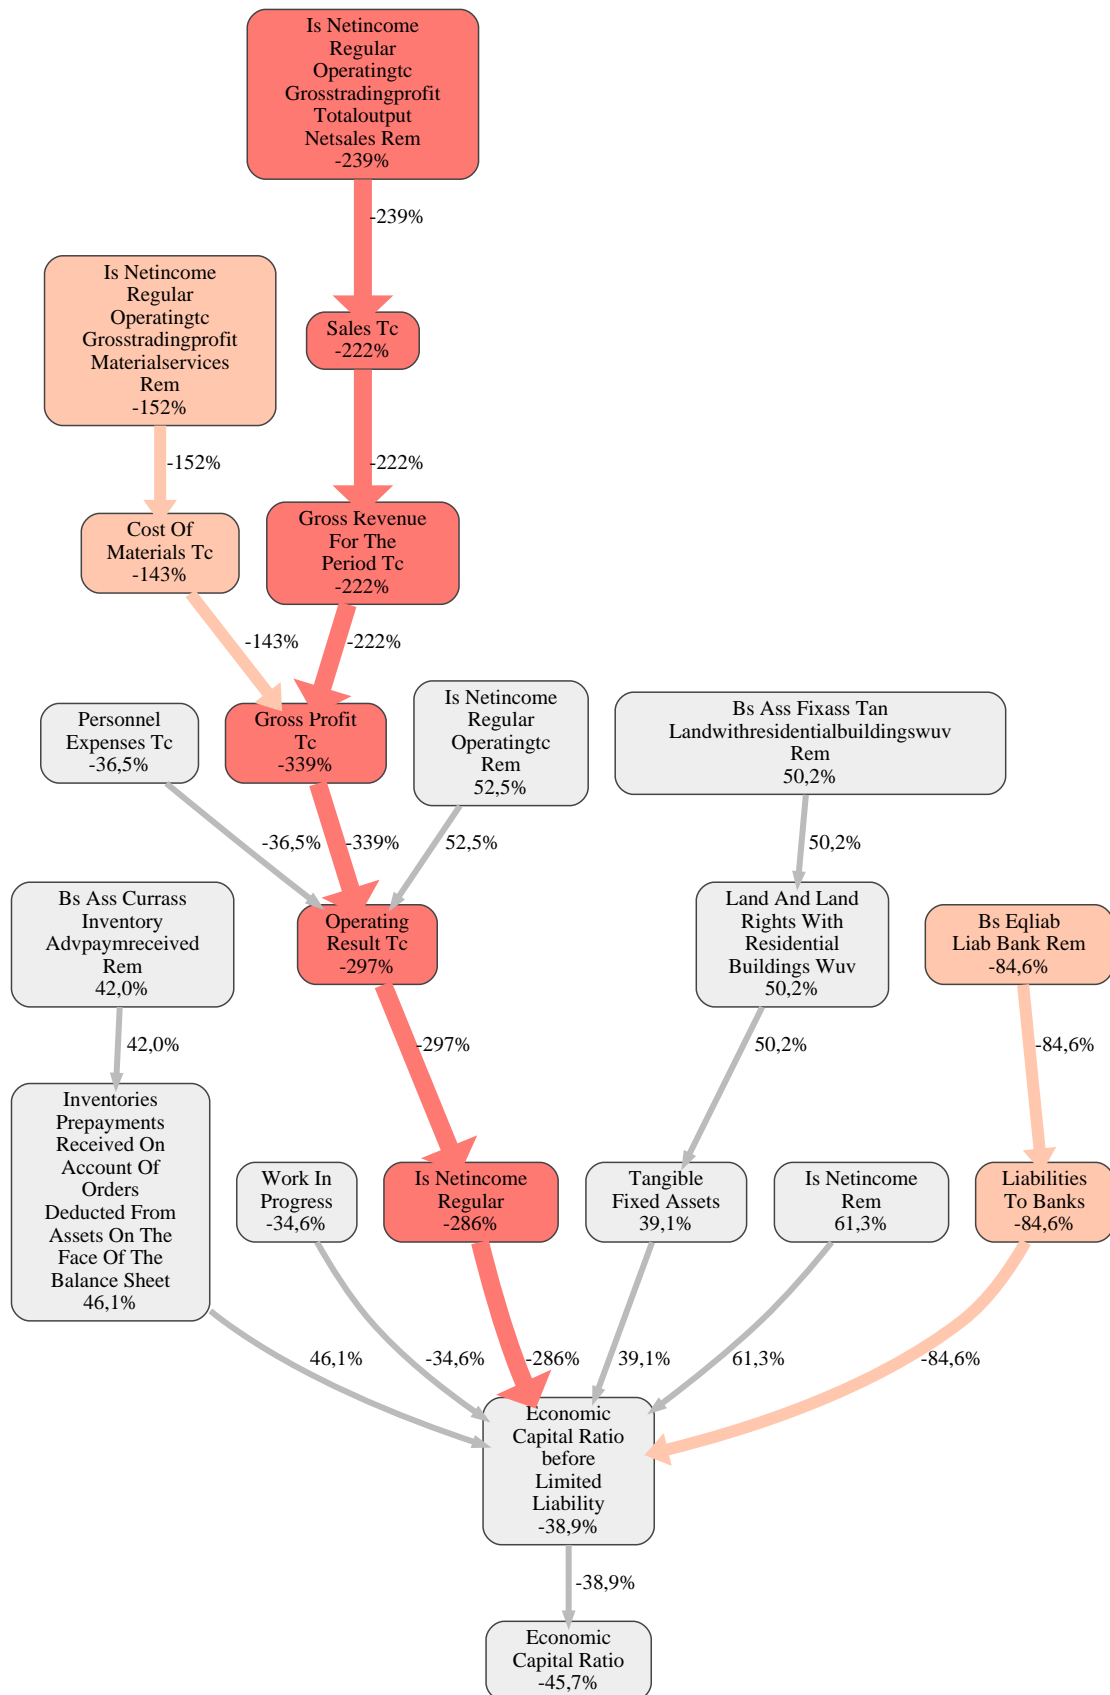 Is Netincome
Regular
Operatingtc
Grosstradingprofit
Totaloutput
Netsales Rem
-239%
-239%
Is Netincome
Regular
Operatingtc
Grosstradingprofit
Materialservices
Rem
-152%
Sales Tc
-222%
-152%
-222%
Cost Of
Materials Tc
-143%
Gross Revenue
For The
Period Tc
-222%
-143%
-222%
Personnel
Expenses Tc
-36,5%
Gross Profit
Tc
-339%
Is Netincome
Regular
Operatingtc
Rem
52,5%
Bs Ass Fixass Tan
Landwithresidentialbuildingswuv
Rem
50,2%
-36,5%
-339%
52,5%
50,2%
Bs Ass Currass
Inventory
Advpaymreceived
Rem
42,0%
Operating
Result Tc
-297%
Land And Land
Rights With
Residential
Buildings Wuv
50,2%
Bs Eqliab
Liab Bank Rem
-84,6%
42,0%
-297%
50,2%
-84,6%
Inventories
Prepayments
Received On
Account Of
Orders
Deducted From
Assets On The
Face Of The
Balance Sheet
46,1%
Work In
Progress
-34,6%
Is Netincome
Regular
-286%
Tangible
Fixed Assets
39,1%
Is Netincome
Rem
61,3%
Liabilities
To Banks
-84,6%
46,1%
-34,6%
-286%
39,1%
61,3%
-84,6%
Economic
Capital Ratio
before
Limited
Liability
-38,9%
-38,9%
Economic
Capital Ratio
-45,7%